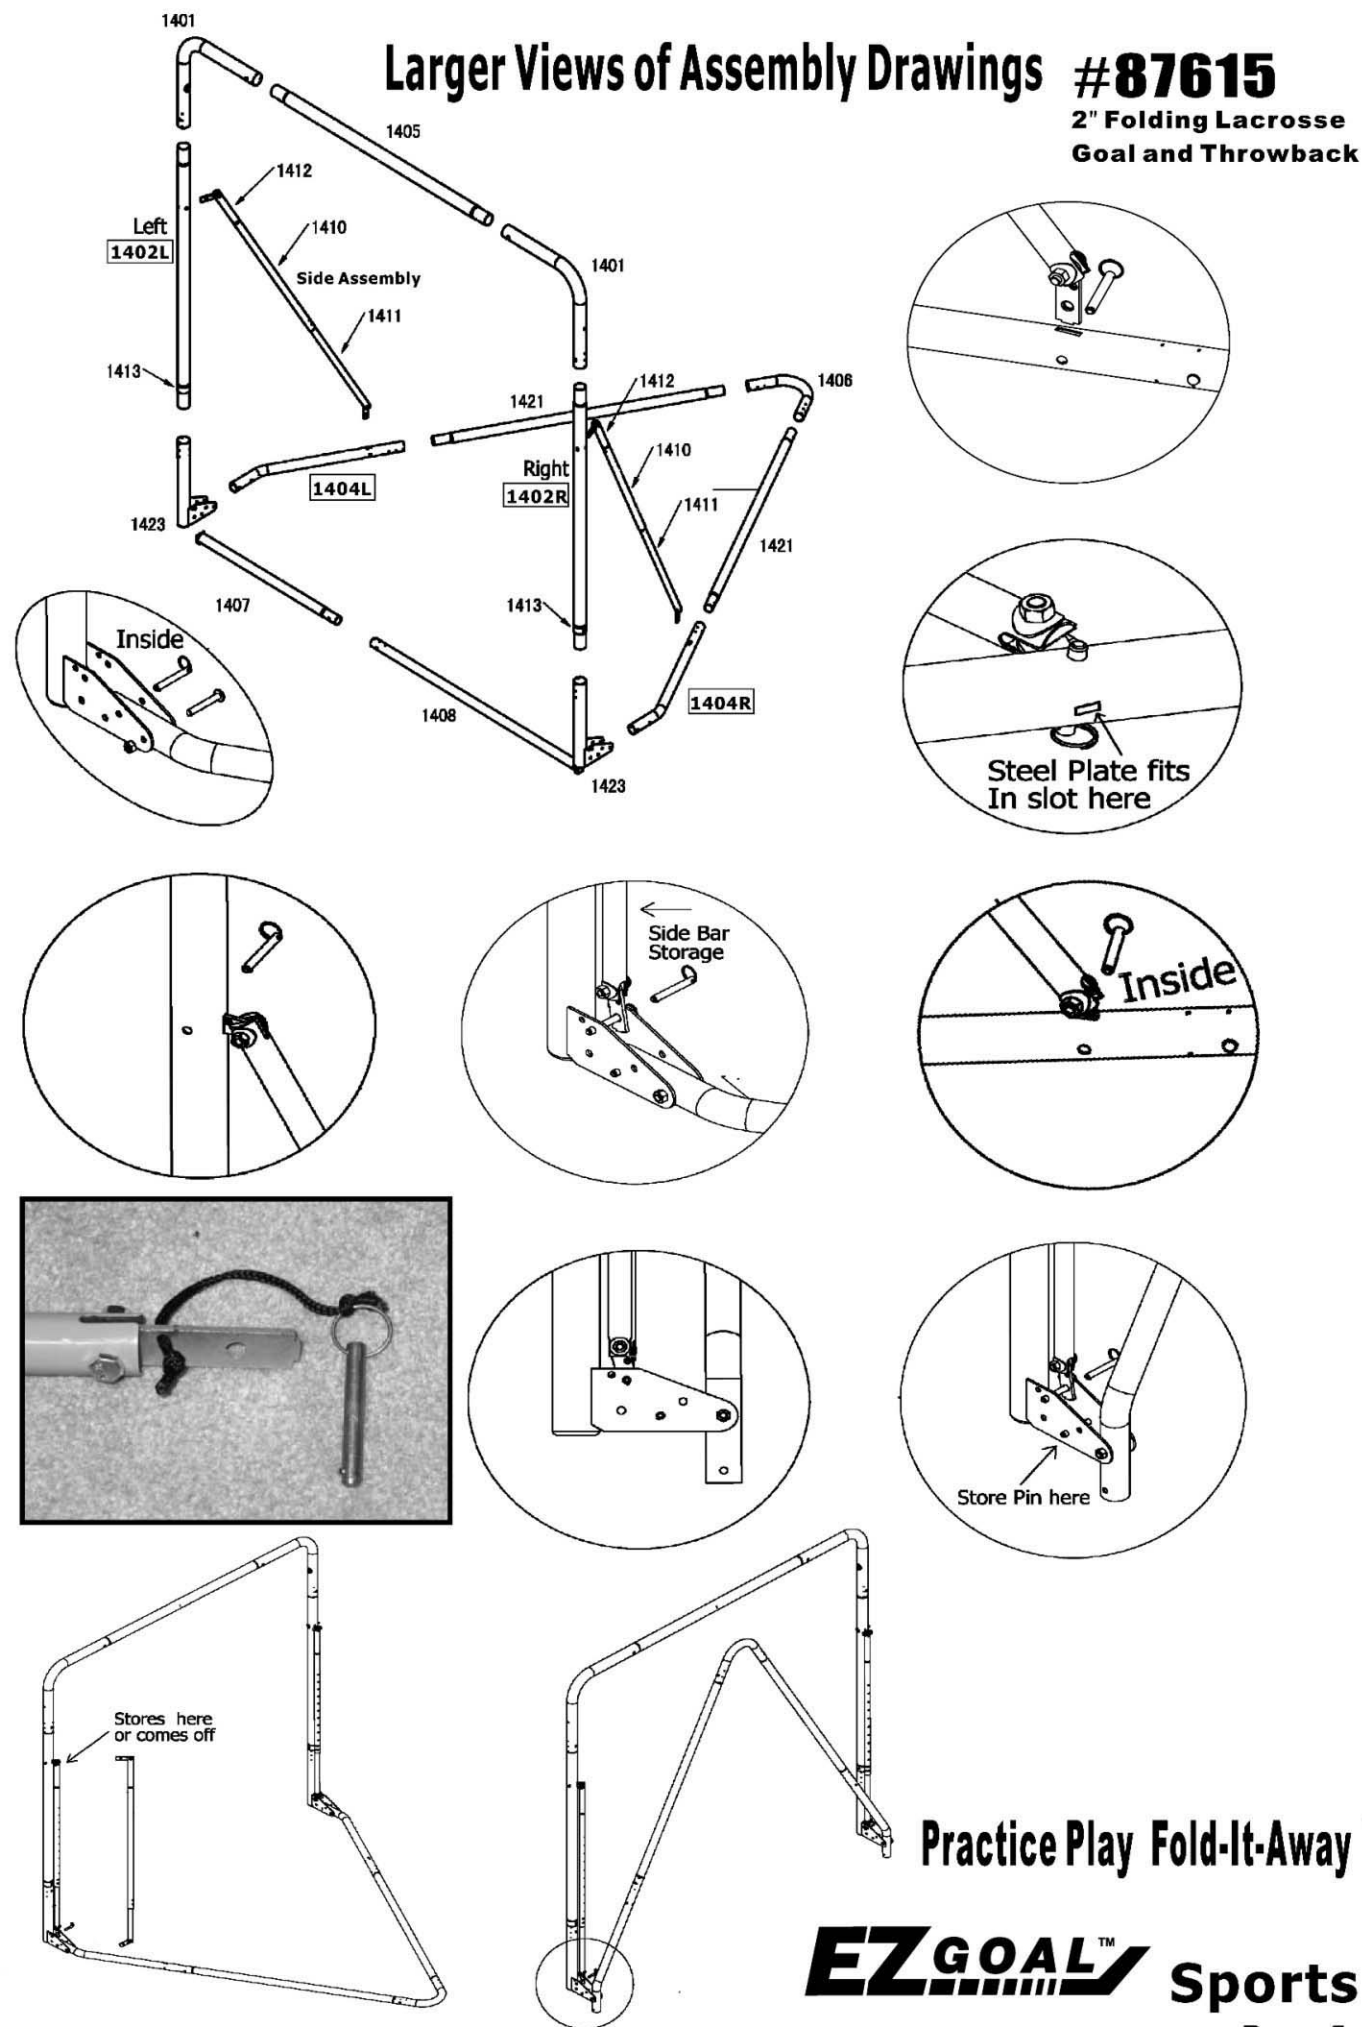 1401
Larger Views of Assembly Drawings #87615
2" Folding Lacrosse
Goal and Throwback
1405
1412
Left
1402L
1410
Side Assembly
1401
1411
1413
1412
1406
1421
1404L
Right
1402R
1410
1411
1423
1421
1407
1413
1404R
1408
1423
Inside
Steel Plate fits
In slot here
Side Bar
Storage
Inside
Store Pin here
Stores here
or comes off
Practice Play Fold-It-Away
EZGOAL™
Sports